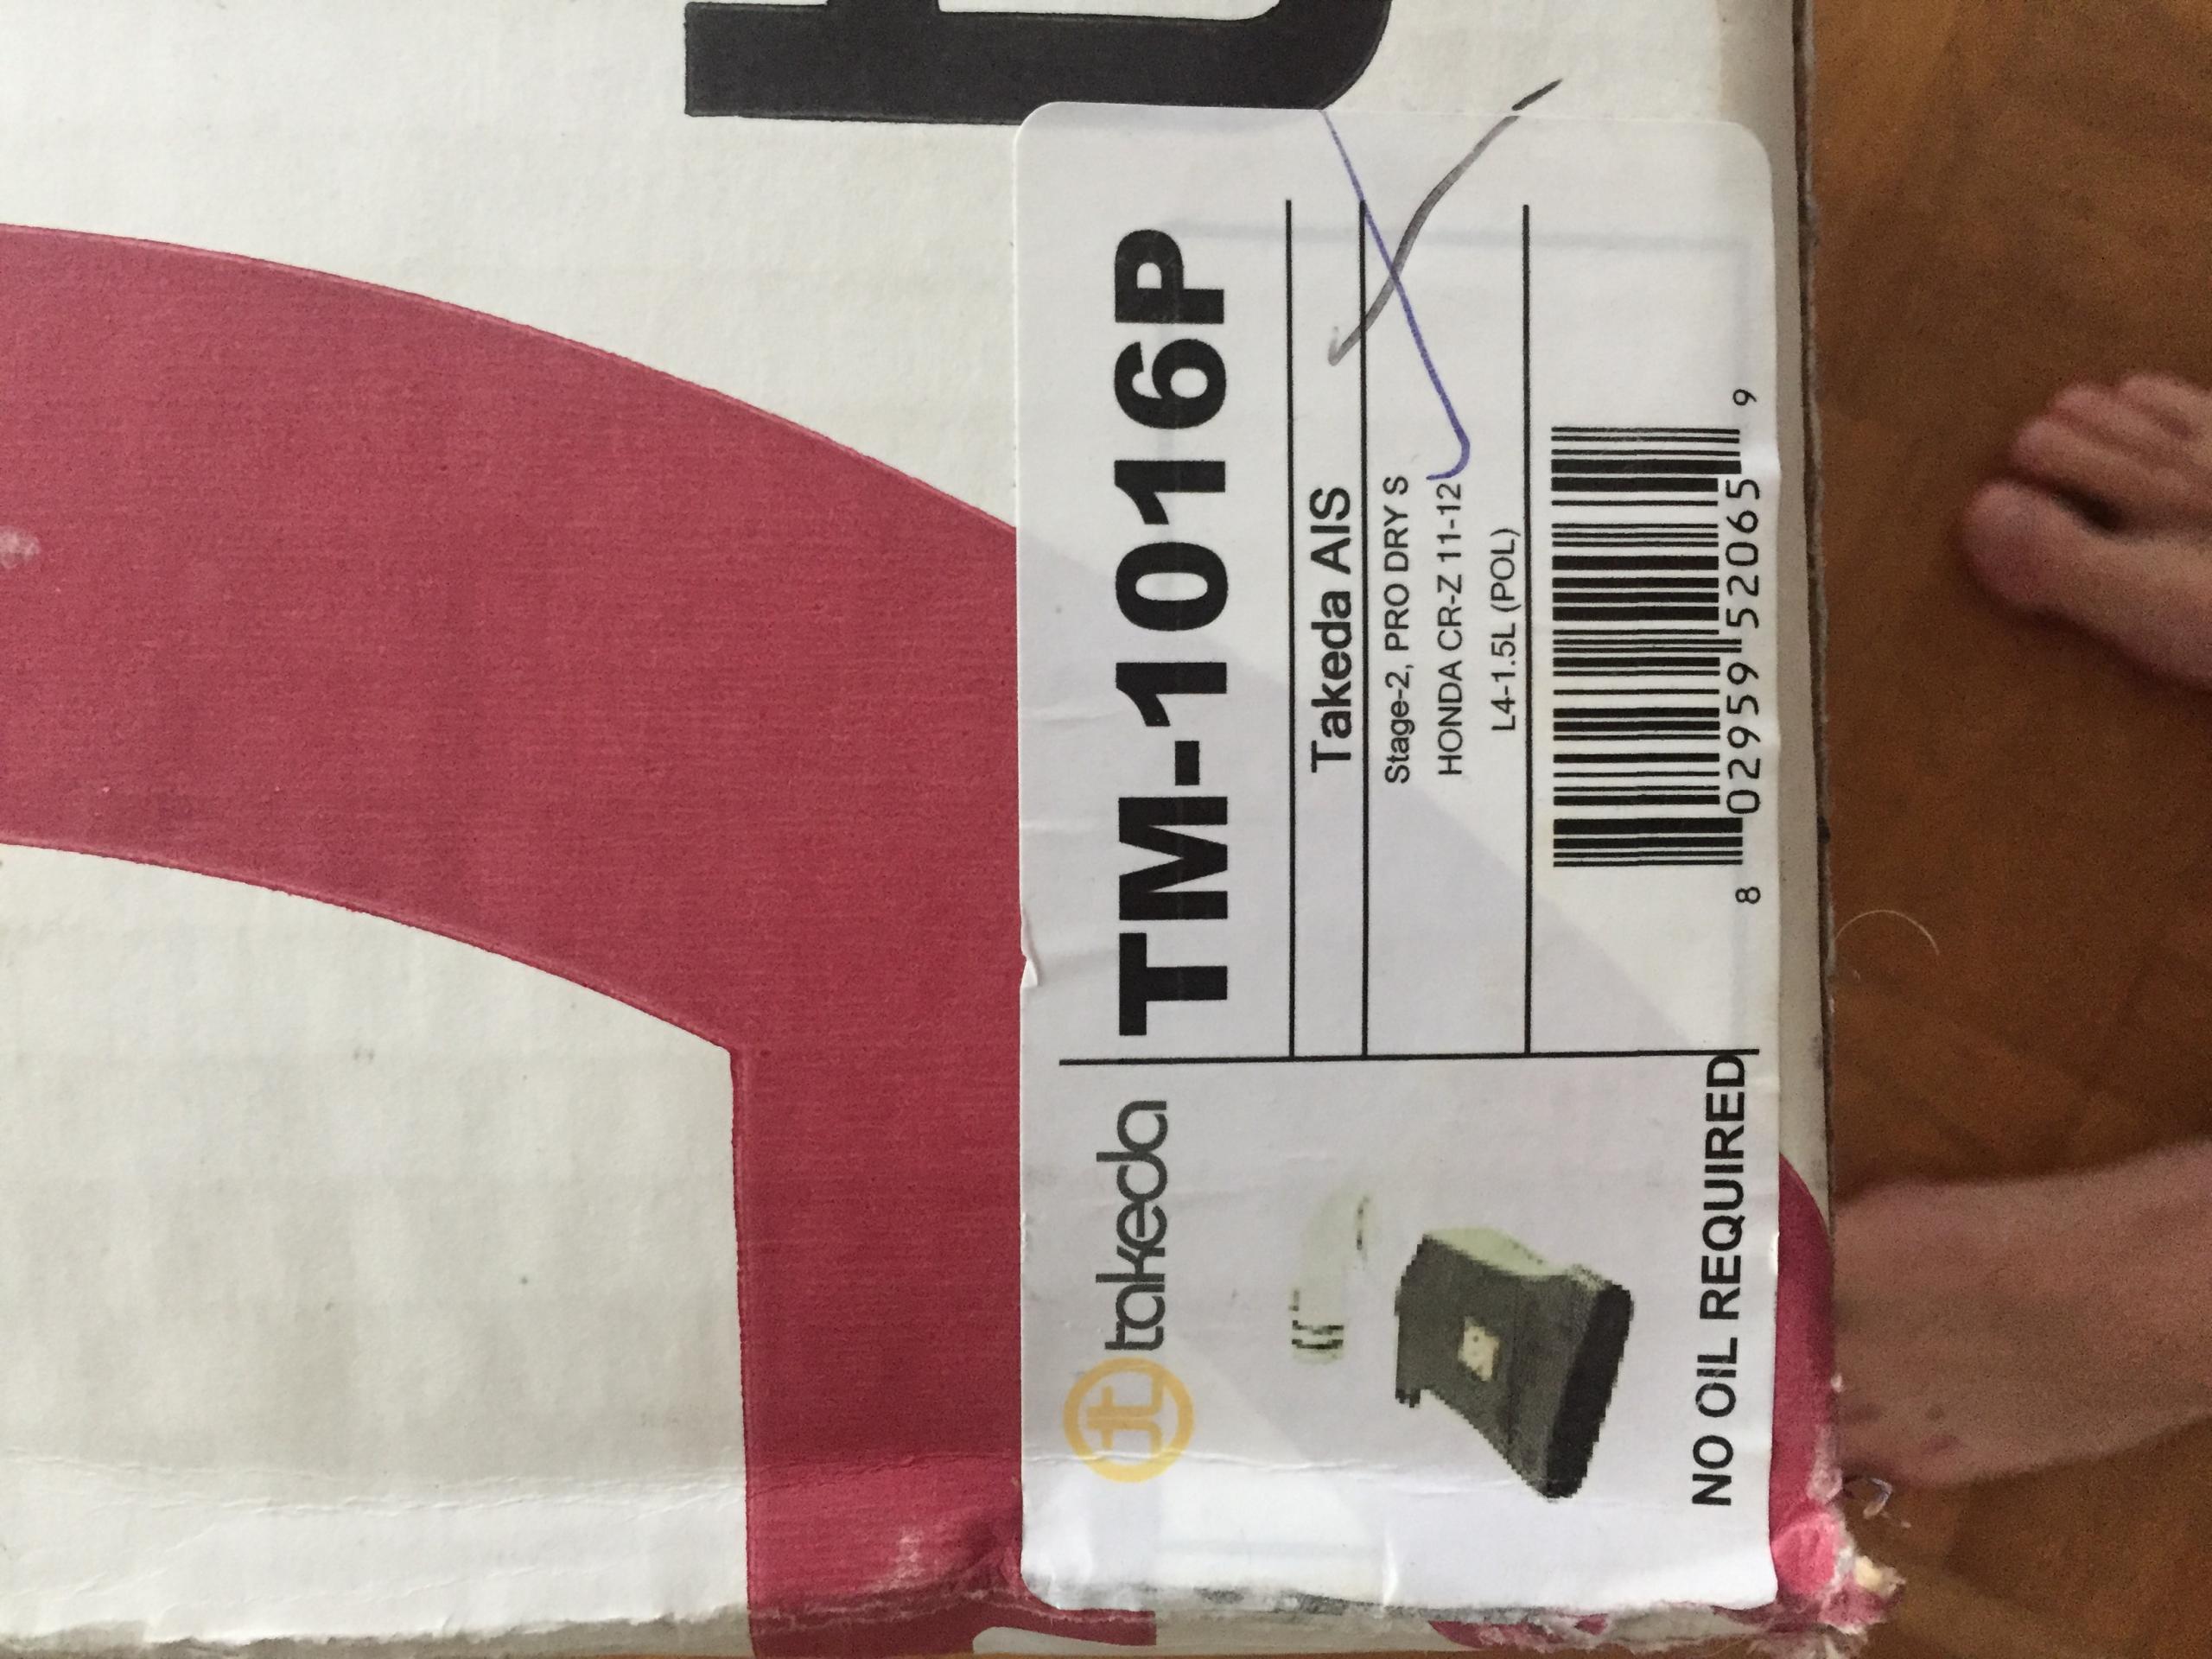 takeda
NO OIL REQUIRED
TM-1016P
Takeda AIS
Stage-2, PRO DRY S
HONDA CR-Z 11-12
L4-1.5L (POL)
8 02959 52065 9